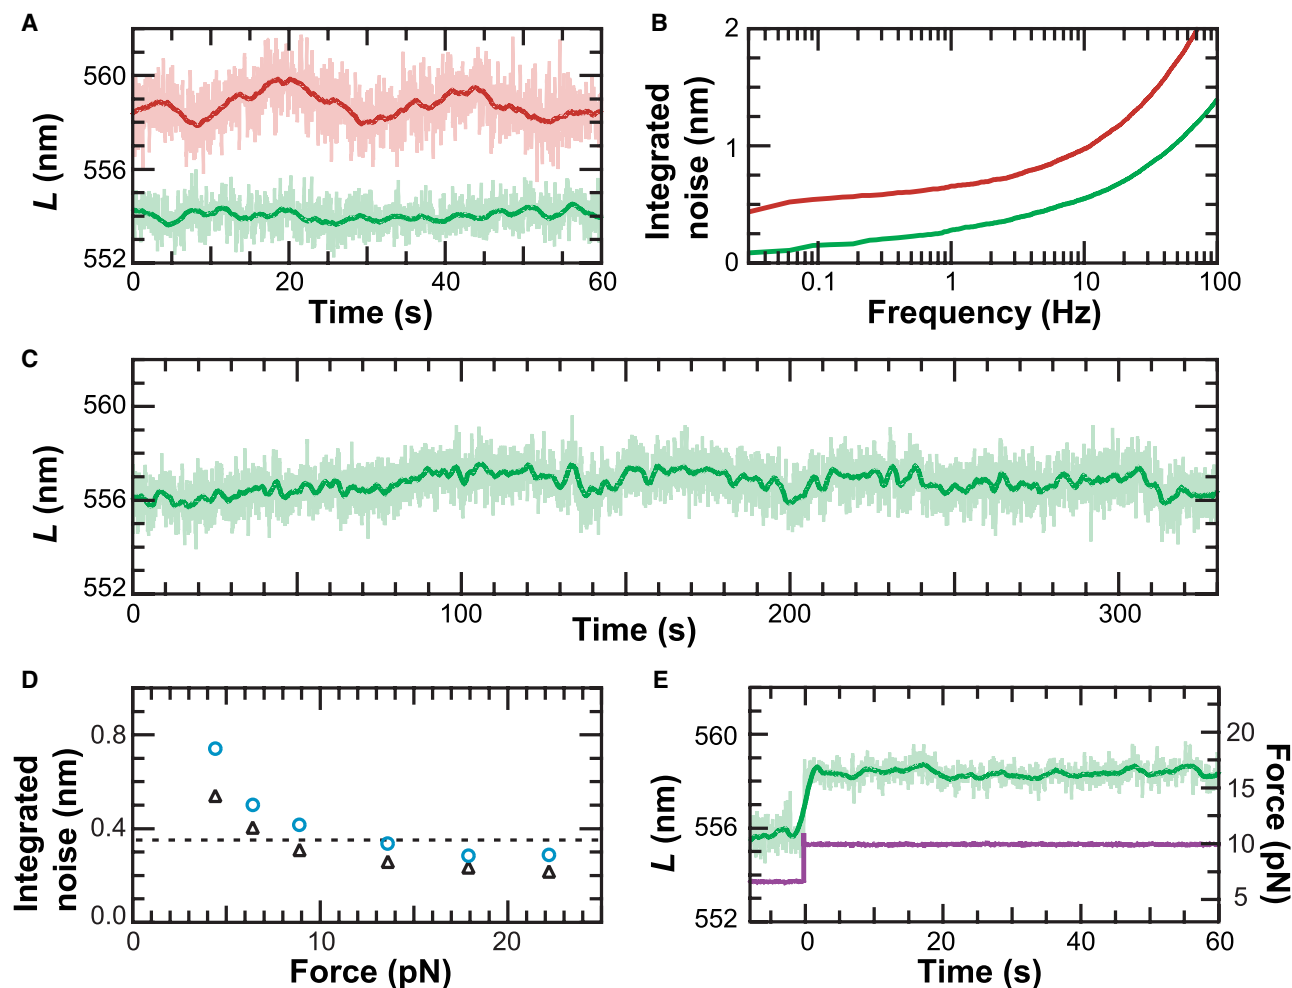 A
L (nm)
560
556
552
0
20
40
60
Time (s)
B
Integrated
noise (nm)
2
1
0
0.1
1
10
100
Frequency (Hz)
C
L (nm)
560
556
552
0
100
200
300
Time (s)
D
Integrated
noise (nm)
0.8
0.4
0.0
0
10
20
Force (pN)
E
L (nm)
560
556
552
20
15
10
5
Force (pN)
0
20
40
60
Time (s)